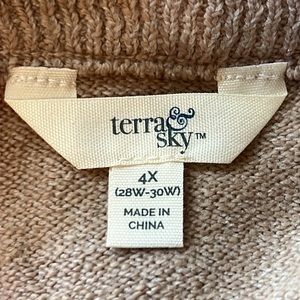 terra &
sky™
4X
(28W-30W)
MADE IN
CHINA